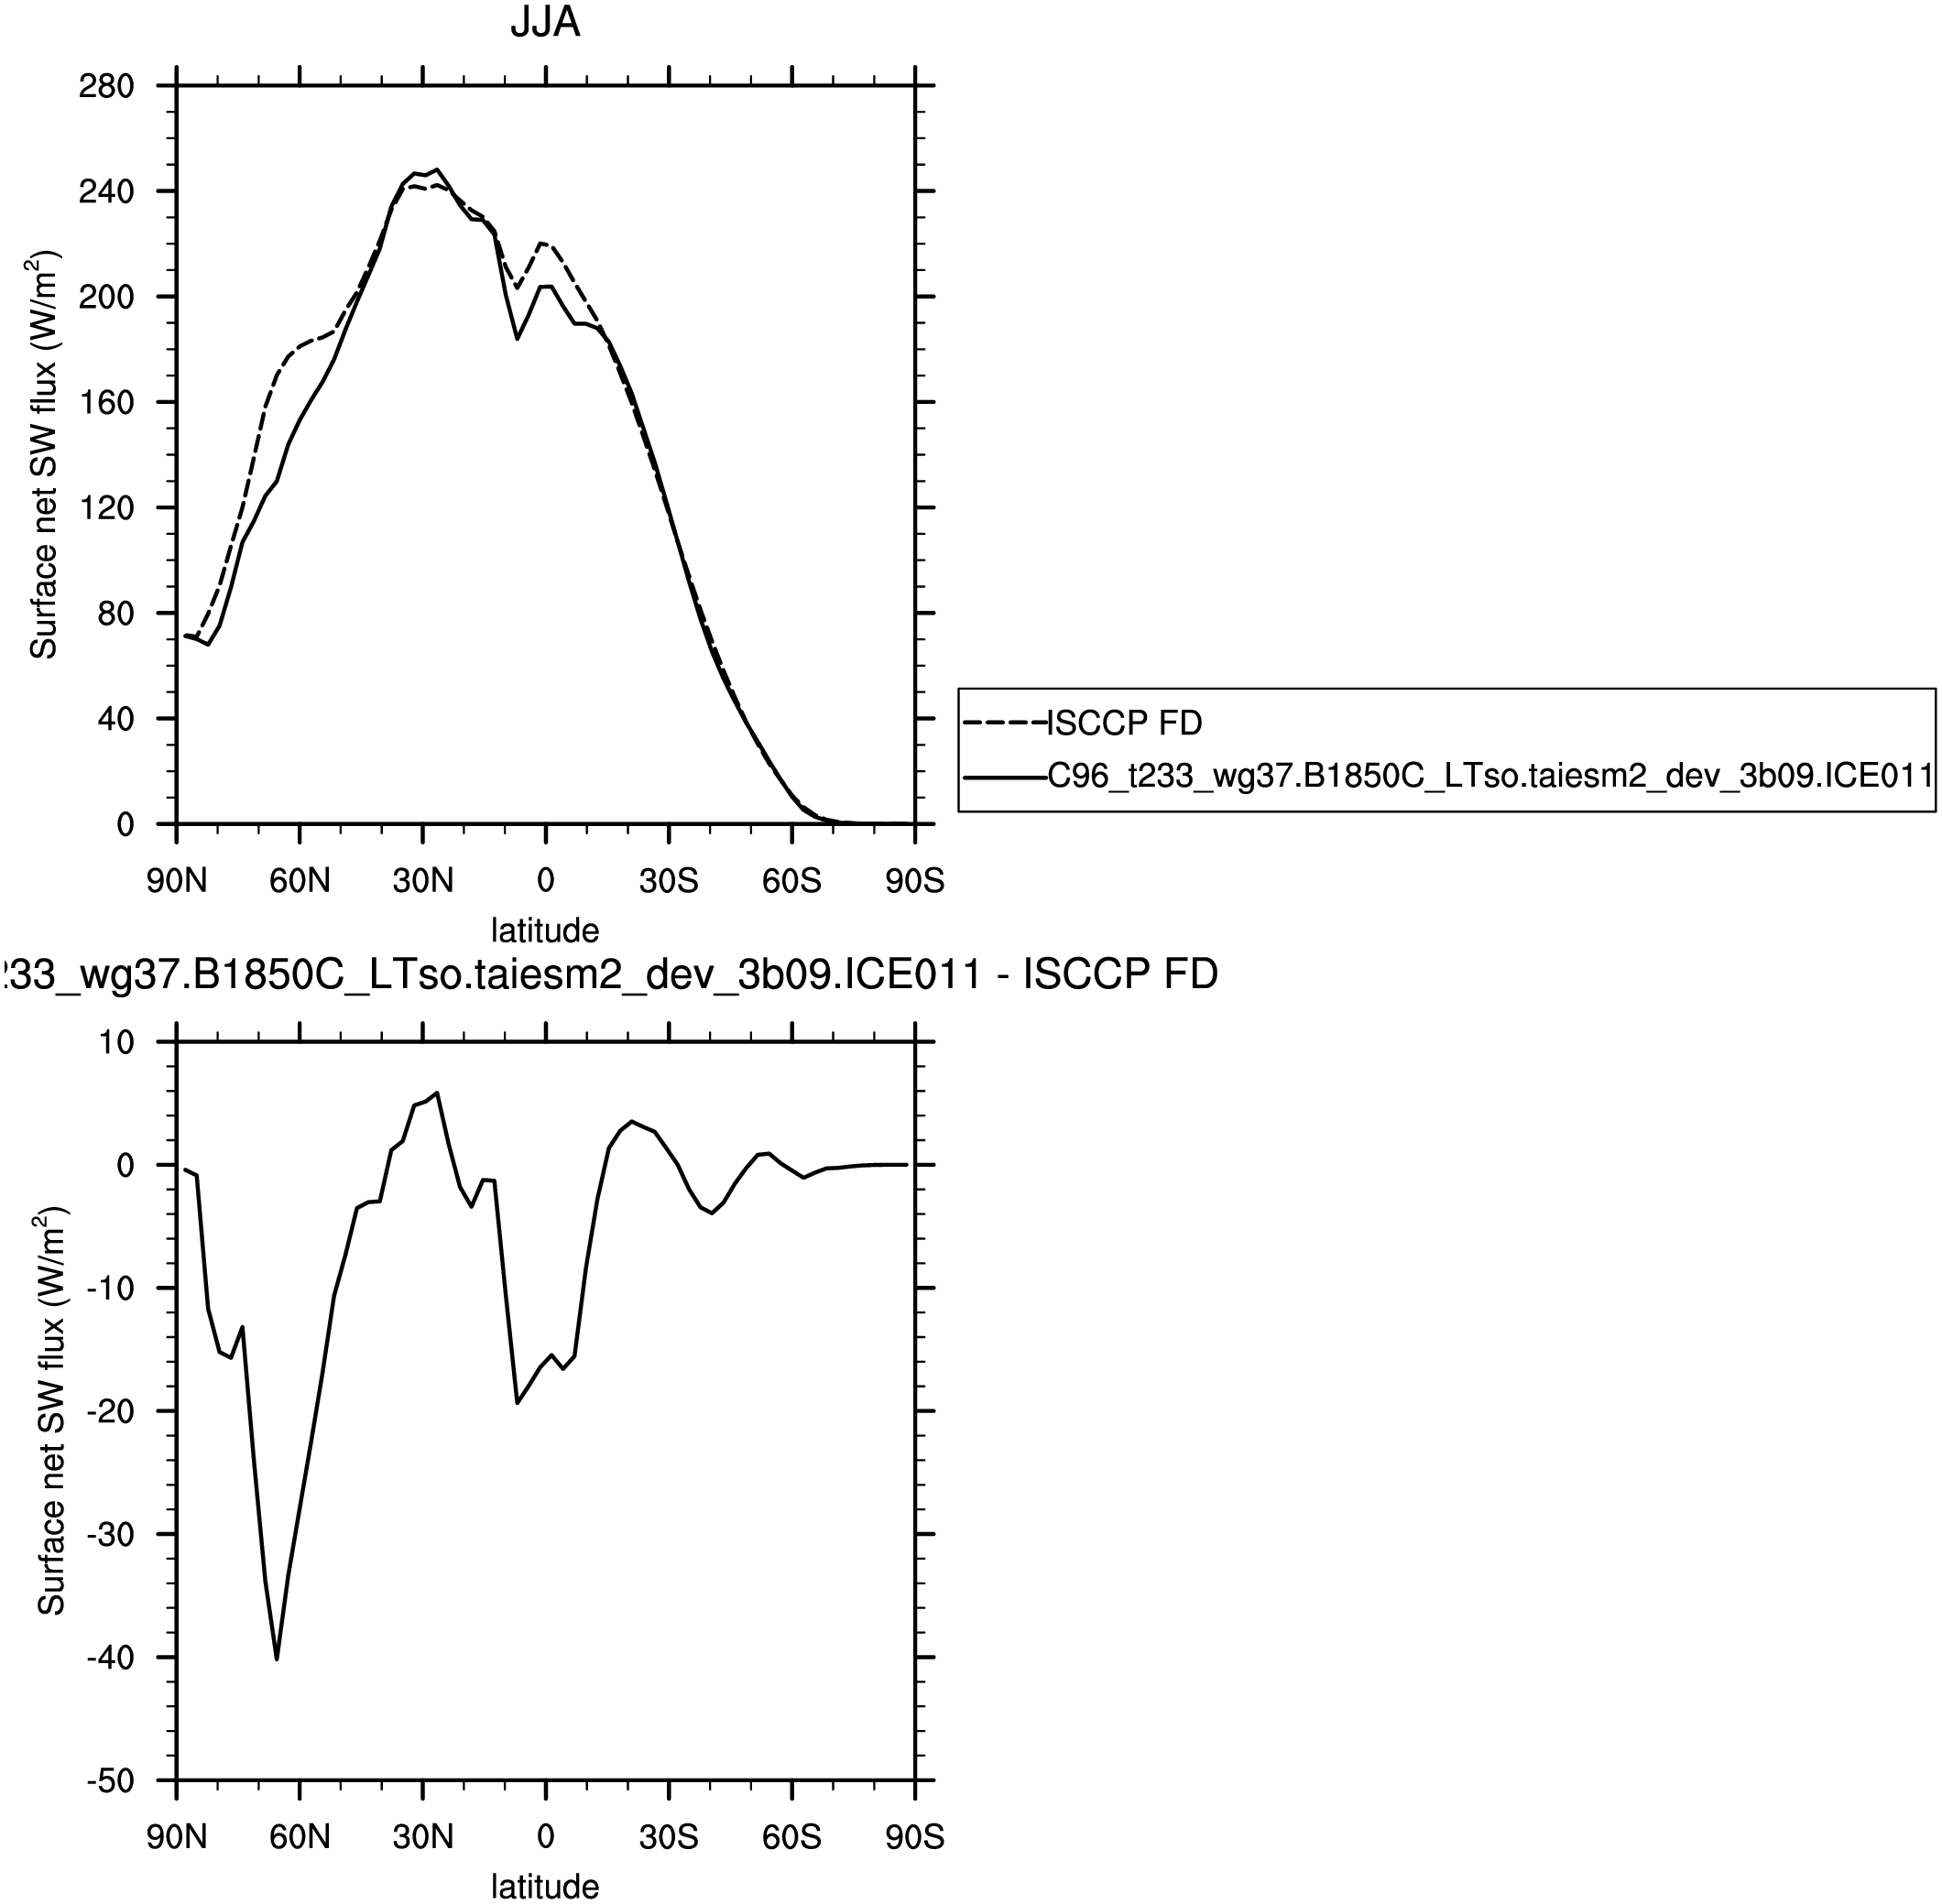 JJA
280
240
200
160
120
80
40
0
Surface net SW flux (W/m²)
90N 60N 30N 0 30S 60S 90S
latitude
ISCCP FD
C96_t233_wg37.B1850C_LTso.taiesm2_dev_3b09.ICE011
33_wg37.B1850C_LTso.taiesm2_dev_3b09.ICE011 - ISCCP FD
10
0
-10
-20
-30
-40
-50
Surface net SW flux (W/m²)
90N 60N 30N 0 30S 60S 90S
latitude